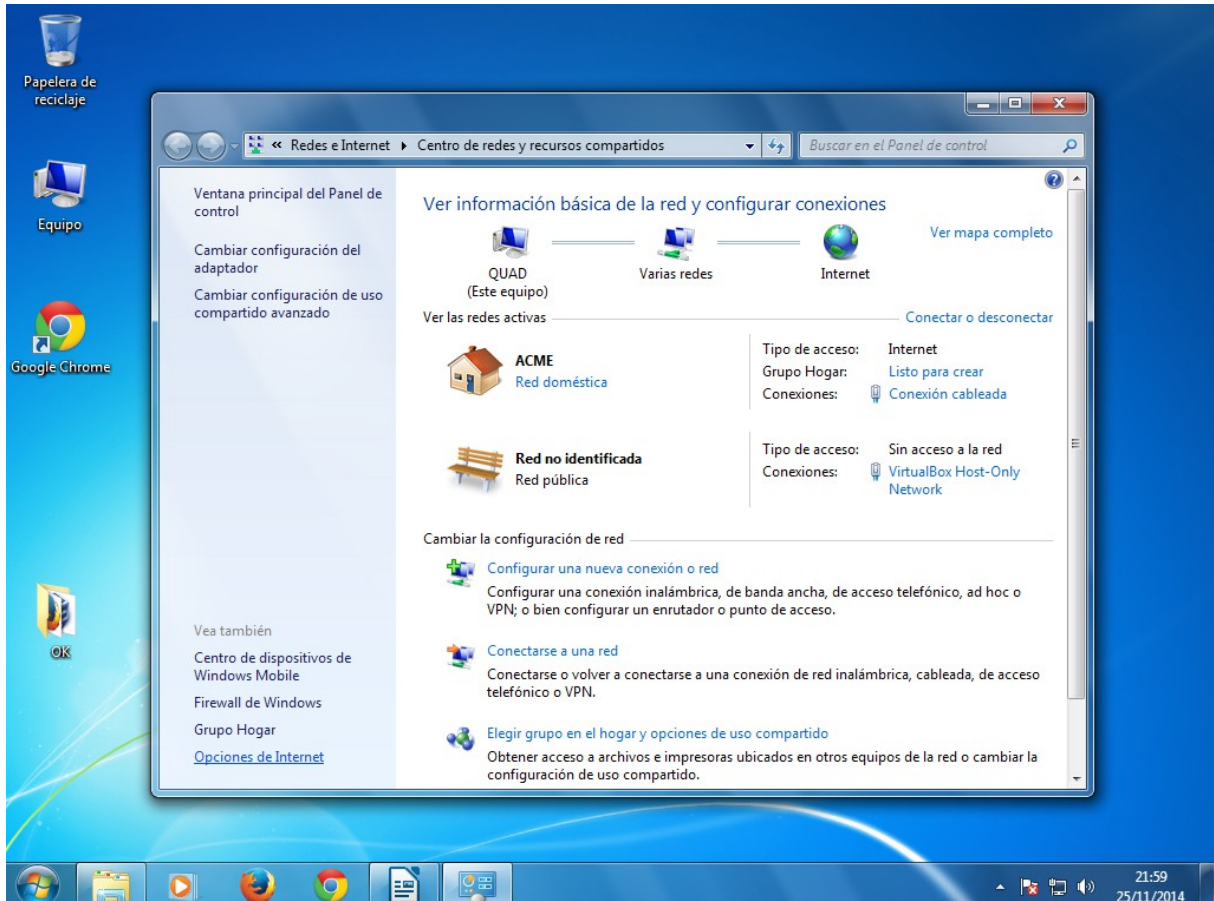 Papelera de
reciclaje
Equipo
Google Chrome
OK
« Redes e Internet ▸ Centro de redes y recursos compartidos
Buscar en el Panel de control
Ventana principal del Panel de
control
Cambiar configuración del
adaptador
Cambiar configuración de uso
compartido avanzado
Vea también
Centro de dispositivos de
Windows Mobile
Firewall de Windows
Grupo Hogar
Opciones de Internet
Ver información básica de la red y configurar conexiones
Ver mapa completo
QUAD
(Este equipo)
Varias redes
Internet
Ver las redes activas
Conectar o desconectar
ACME
Red doméstica
Tipo de acceso: Internet
Grupo Hogar: Listo para crear
Conexiones: Conexión cableada
Red no identificada
Red pública
Tipo de acceso: Sin acceso a la red
Conexiones: VirtualBox Host-Only
Network
Cambiar la configuración de red
Configurar una nueva conexión o red
Configurar una conexión inalámbrica, de banda ancha, de acceso telefónico, ad hoc o
VPN; o bien configurar un enrutador o punto de acceso.
Conectarse a una red
Conectarse o volver a conectarse a una conexión de red inalámbrica, cableada, de acceso
telefónico o VPN.
Elegir grupo en el hogar y opciones de uso compartido
Obtener acceso a archivos e impresoras ubicados en otros equipos de la red o cambiar la
configuración de uso compartido.
21:59
25/11/2014